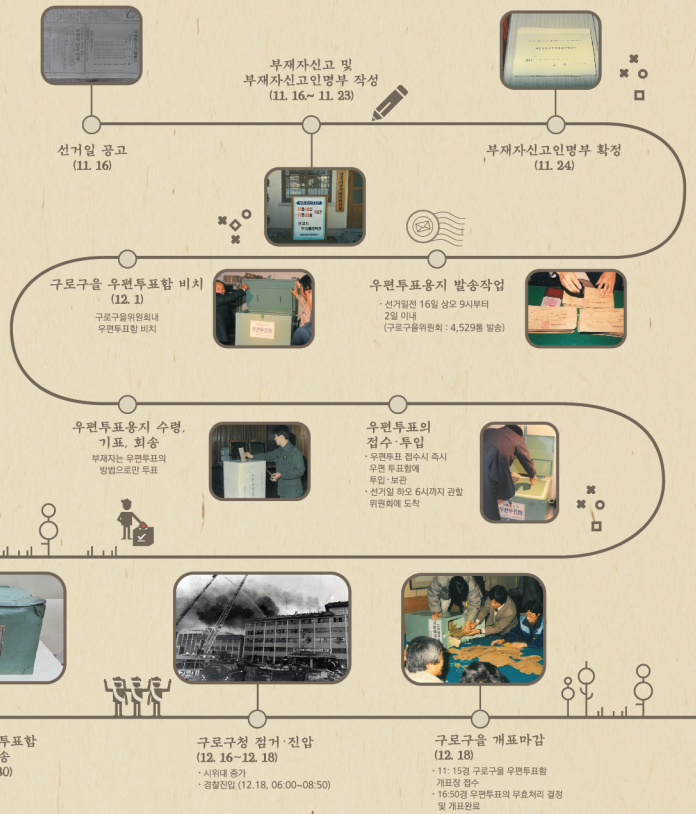 선거일 공고
(11. 16)
부재자신고 및
부재자신고인명부 작성
(11. 16.~ 11. 23)
부재자신고인명부 확정
(11. 24)
우편투표용지 발송작업
· 선거일전 16일 상오 9시부터
2일 이내
(구로구을위원회 : 4,529통 발송)
구로구을 우편투표함 비치
(12. 1)
구로구을위원회내
우편투표함 비치
우편투표용지 수령,
기표, 회송
부재자는 우편투표의
방법으로만 투표
우편투표의
접수·투입
· 우편투표 접수시 즉시
우편 투표함에
투입·보관
· 선거일 하오 6시까지 관할
위원회에 도착
우편투표함
투표함
송
30)
구로구청 점거·진압
(12. 16~12. 18)
· 시위대 증가
· 경찰진입 (12.18, 06:00~08:50)
구로구을 개표마감
(12. 18)
· 11: 15경 구로구을 우편투표함
개표장 접수
· 16:50경 우편투표의 무효처리 결정
및 개표완료